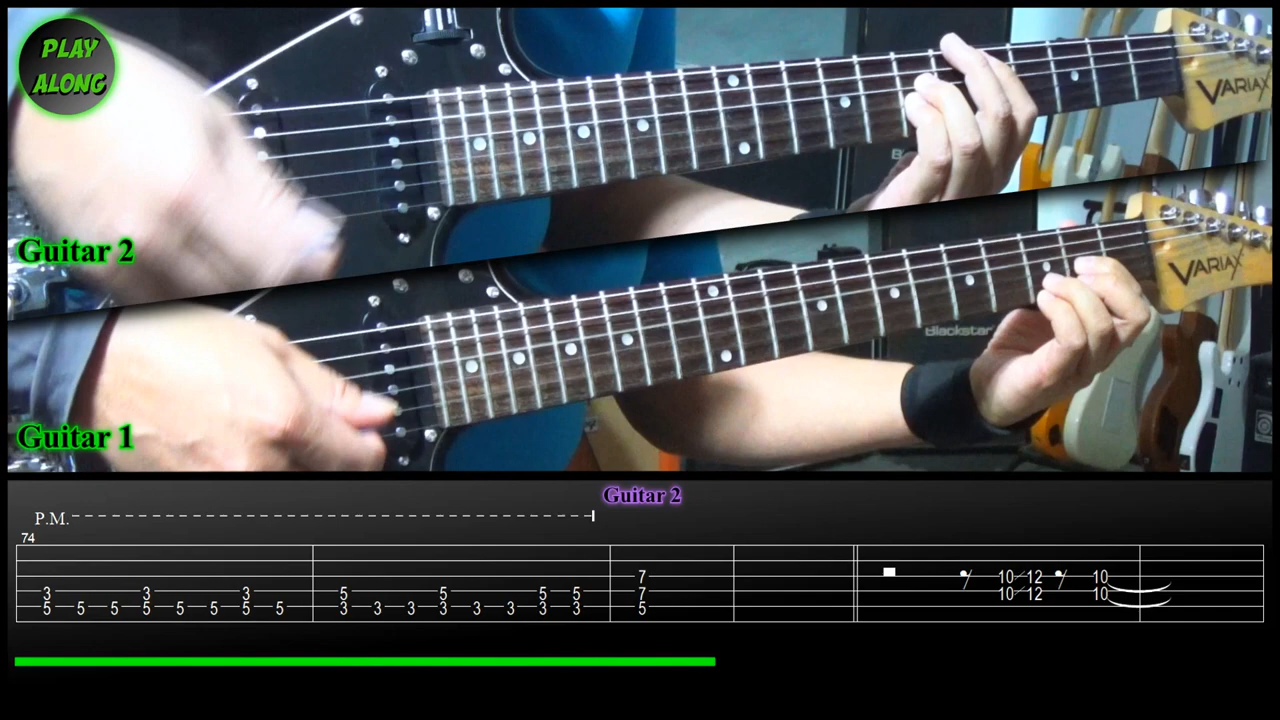 PLAY
ALONG
VARIAX
Guitar 2
VARIAX
Blackstar
Guitar 1
Guitar 2
P.M.
74
7
3 3 3 5 5 5 5 7 10 12 10
5 5 5 5 5 5 5 5 3 3 3 3 3 3 3 3 5 10 12 10